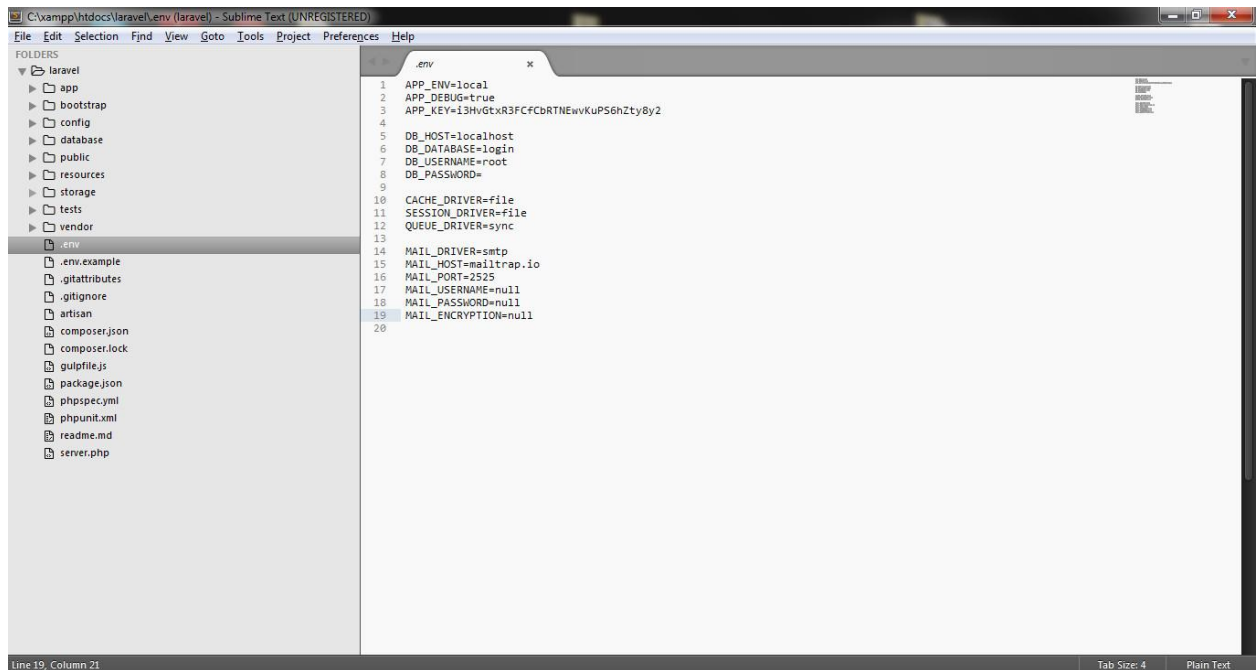 C:\xampp\htdocs\laravel\.env (laravel) - Sublime Text (UNREGISTERED)
File Edit Selection Find View Goto Tools Project Preferences Help
FOLDERS
laravel
app
bootstrap
config
database
public
resources
storage
tests
vendor
.env
.env.example
.gitattributes
.gitignore
artisan
composer.json
composer.lock
gulpfile.js
package.json
phpspec.yml
phpunit.xml
readme.md
server.php
.env
1 APP_ENV=local
2 APP_DEBUG=true
3 APP_KEY=i3HvGtxR3FCfCbRTNEwvKuPS6hZty8y2
4
5 DB_HOST=localhost
6 DB_DATABASE=login
7 DB_USERNAME=root
8 DB_PASSWORD=
9
10 CACHE_DRIVER=file
11 SESSION_DRIVER=file
12 QUEUE_DRIVER=sync
13
14 MAIL_DRIVER=smtp
15 MAIL_HOST=mailtrap.io
16 MAIL_PORT=2525
17 MAIL_USERNAME=null
18 MAIL_PASSWORD=null
19 MAIL_ENCRYPTION=null
20
Line 19, Column 21
Tab Size: 4 Plain Text